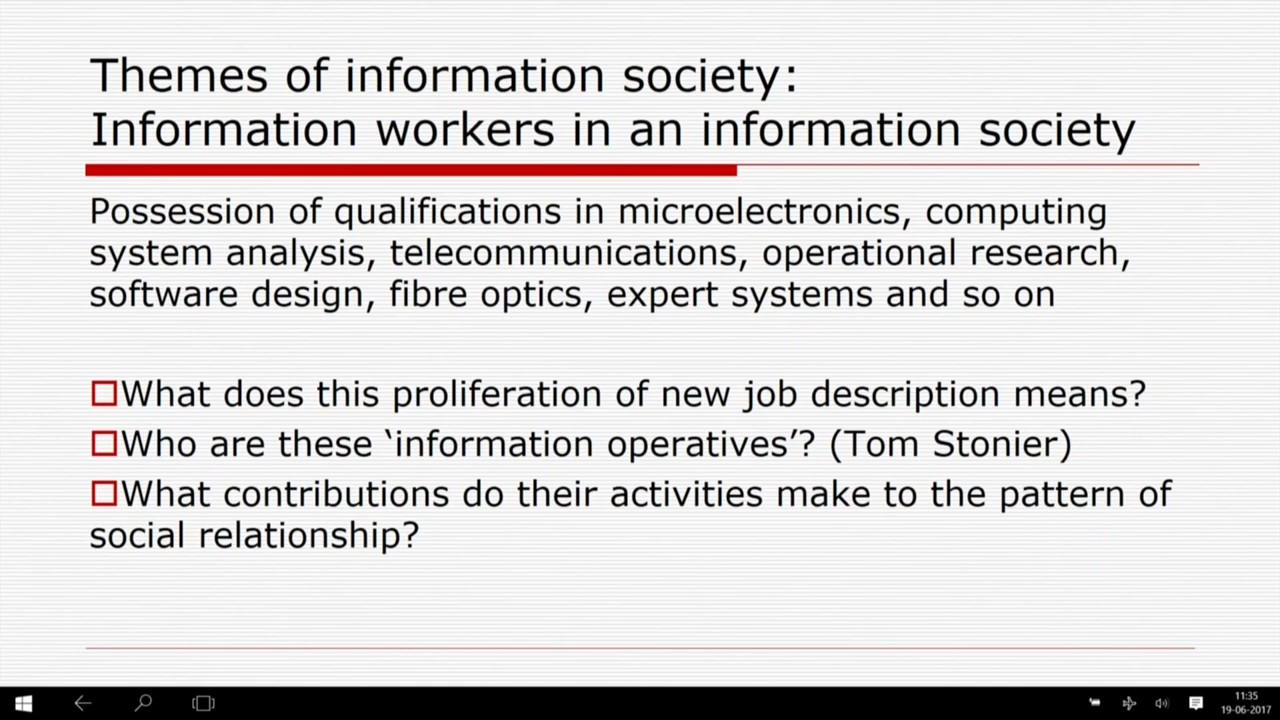 Themes of information society:
Information workers in an information society
Possession of qualifications in microelectronics, computing
system analysis, telecommunications, operational research,
software design, fibre optics, expert systems and so on
What does this proliferation of new job description means?
Who are these ‘information operatives’? (Tom Stonier)
What contributions do their activities make to the pattern of
social relationship?
11:35
19-06-2017